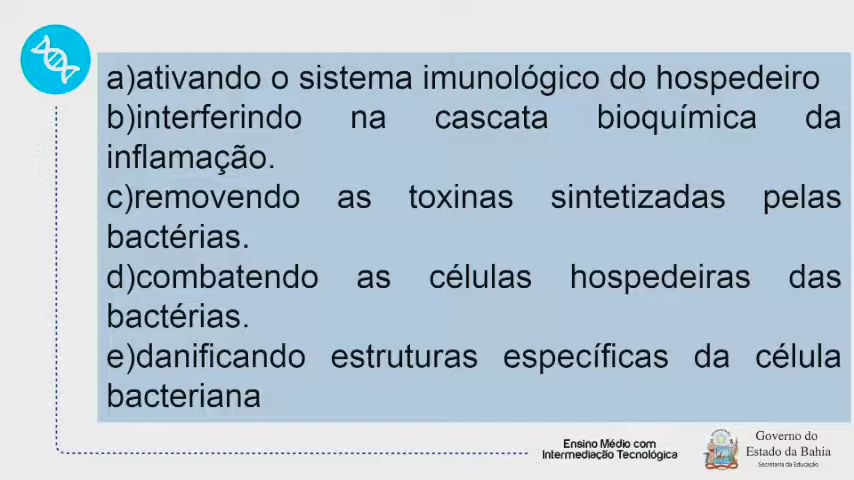 a)ativando o sistema imunológico do hospedeiro
b)interferindo na cascata bioquímica da
inflamação.
c)removendo as toxinas sintetizadas pelas
bactérias.
d)combatendo as células hospedeiras das
bactérias.
e)danificando estruturas específicas da célula
bacteriana
Ensino Médio com
Intermediação Tecnológica
Governo do
Estado da Bahia
Secretaria da Educação